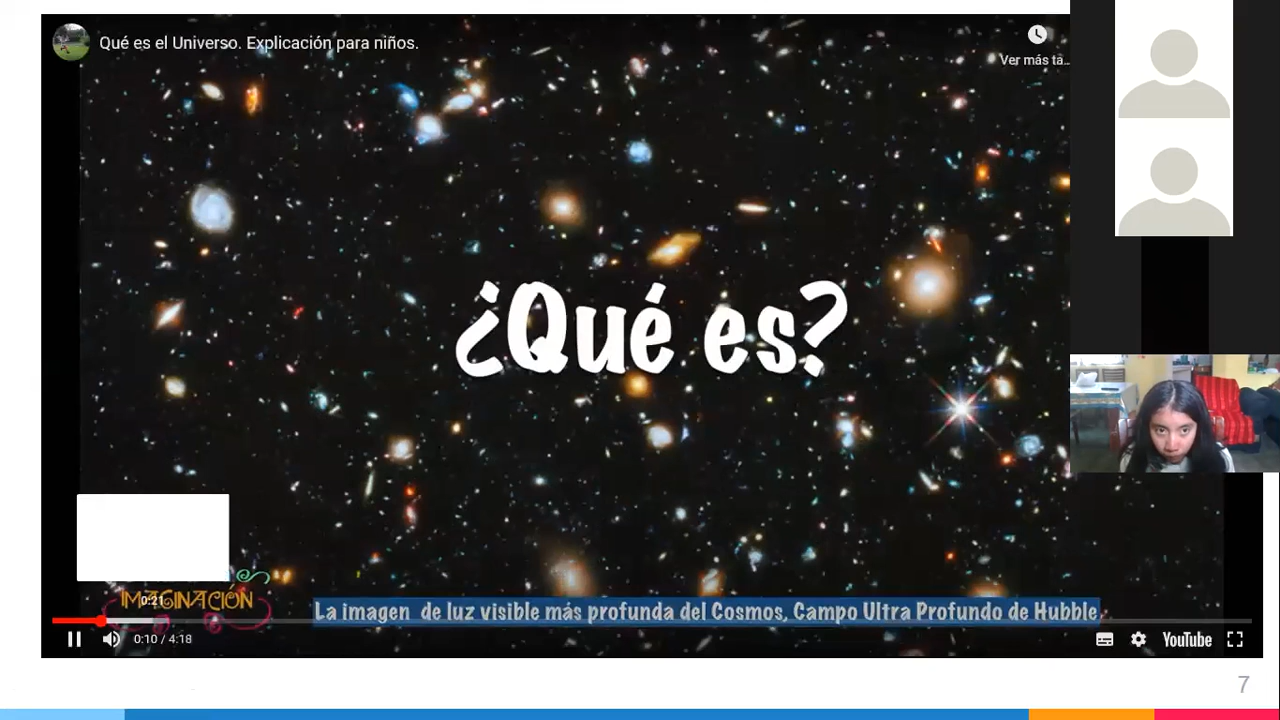 Qué es el Universo. Explicación para niños.
Ver más ta...
¿Qué es?
IMAGINACIÓN
0:21
La imagen de luz visible más profunda del Cosmos, Campo Ultra Profundo de Hubble
0:10 / 4:18
YouTube
7